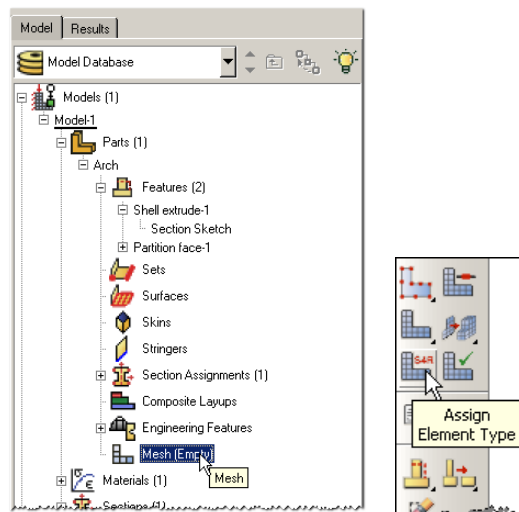 Model
Results
Model Database
Models (1)
Model-1
Parts (1)
Arch
Features (2)
Shell extrude-1
Section Sketch
Partition face-1
Sets
Surfaces
Skins
Stringers
Section Assignments (1)
Composite Layups
Engineering Features
Mesh (Empty)
Mesh
Materials (1)
Sections (1)
S4R
Assign
Element Type